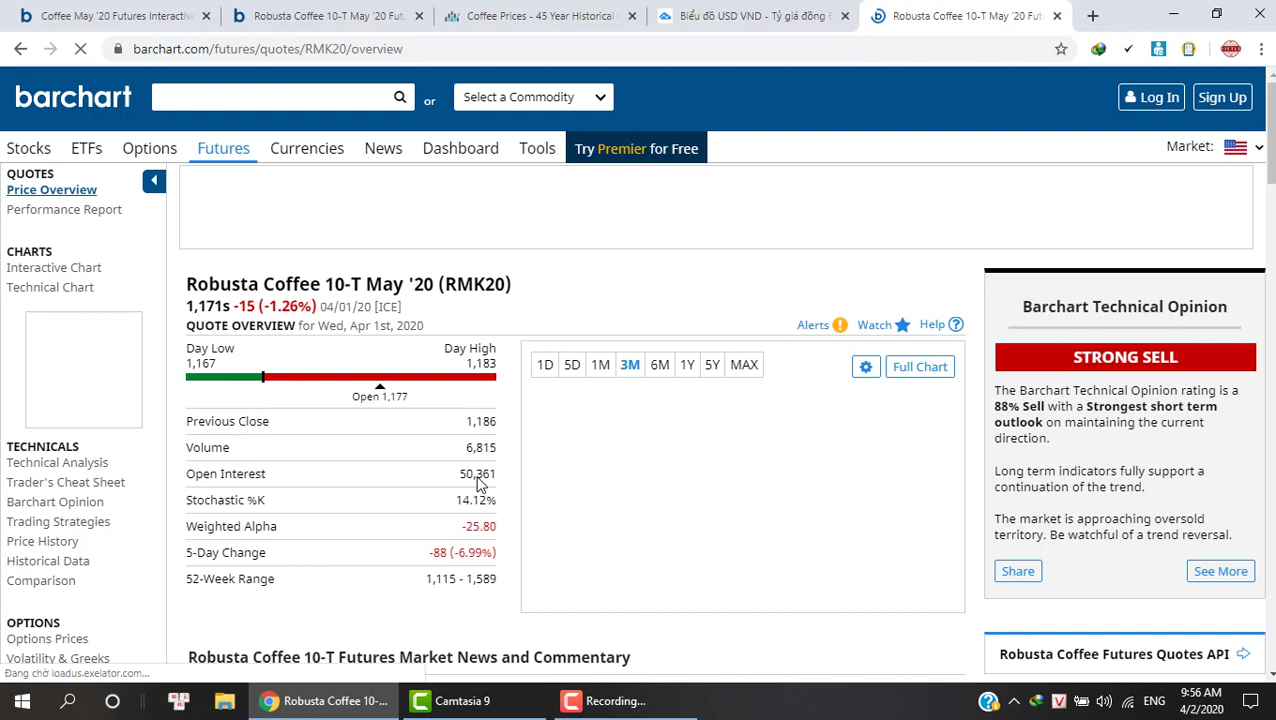 Coffee May '20 Futures Interactiv
Robusta Coffee 10-T May '20 Futu
Coffee Prices - 45 Year Historical
Biểu đồ USD VND - Tỷ giá đồng
Robusta Coffee 10-T May '20 Futu
barchart.com/futures/quotes/RMK20/overview
barchart
or
Select a Commodity
Log In
Sign Up
Stocks
ETFs
Options
Futures
Currencies
News
Dashboard
Tools
Try Premier for Free
Market:
QUOTES
Price Overview
Performance Report
CHARTS
Interactive Chart
Technical Chart
TECHNICALS
Technical Analysis
Trader's Cheat Sheet
Barchart Opinion
Trading Strategies
Price History
Historical Data
Comparison
OPTIONS
Options Prices
Volatility & Greeks
Robusta Coffee 10-T May '20 (RMK20)
1,171s -15 (-1.26%) 04/01/20 [ICE]
QUOTE OVERVIEW for Wed, Apr 1st, 2020
Alerts
Watch
Help
Day Low
Day High
1,167
1,183
Open 1,177
Previous Close 1,186
Volume 6,815
Open Interest 50,361
Stochastic %K 14.12%
Weighted Alpha -25.80
5-Day Change -88 (-6.99%)
52-Week Range 1,115 - 1,589
1D 5D 1M 3M 6M 1Y 5Y MAX
Full Chart
Barchart Technical Opinion
STRONG SELL
The Barchart Technical Opinion rating is a
88% Sell with a Strongest short term
outlook on maintaining the current
direction.
Long term indicators fully support a
continuation of the trend.
The market is approaching oversold
territory. Be watchful of a trend reversal.
Share
See More
Robusta Coffee 10-T Futures Market News and Commentary
Robusta Coffee Futures Quotes API
Đang chờ loadus.exelator.com...
Robusta Coffee 10-...
Camtasia 9
Recording...
ENG
9:56 AM
4/2/2020